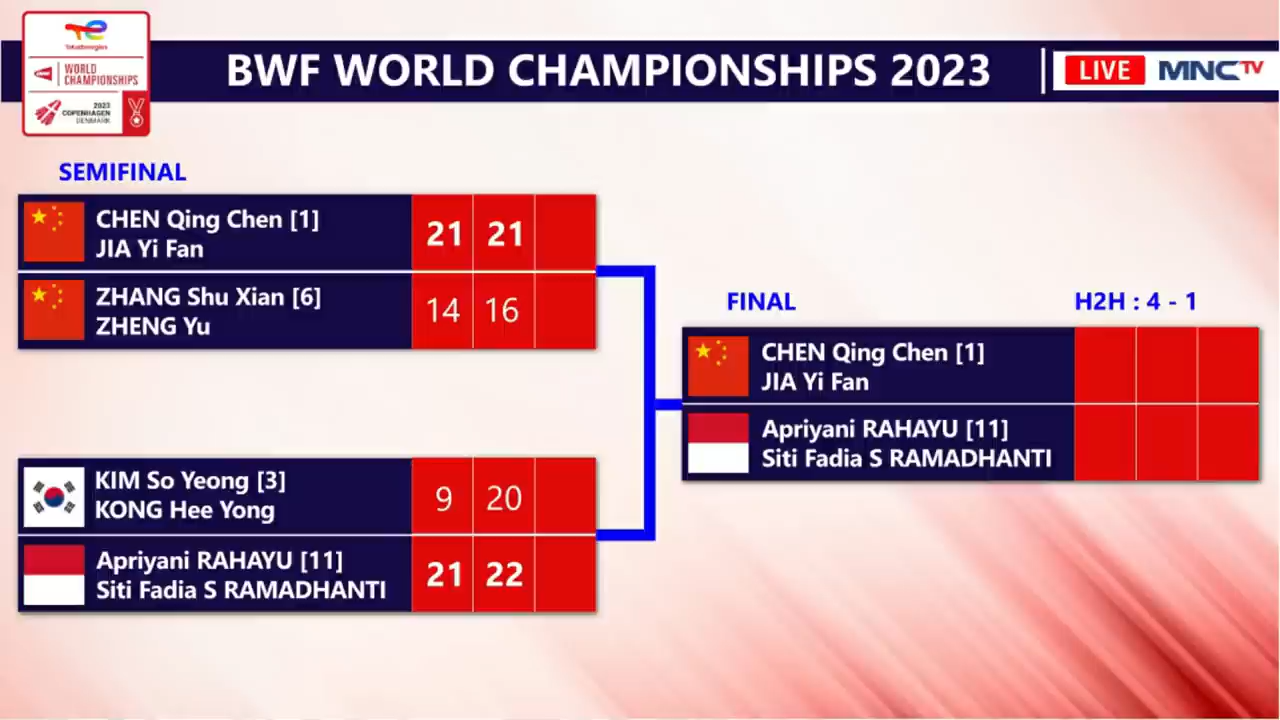 TotalEnergies
WORLD
CHAMPIONSHIPS
2023
COPENHAGEN
DENMARK
BWF WORLD CHAMPIONSHIPS 2023
LIVE
MNCTV
SEMIFINAL
CHEN Qing Chen [1]
JIA Yi Fan
21 21
ZHANG Shu Xian [6]
ZHENG Yu
14 16
KIM So Yeong [3]
KONG Hee Yong
9 20
Apriyani RAHAYU [11]
Siti Fadia S RAMADHANTI
21 22
FINAL
H2H : 4 - 1
CHEN Qing Chen [1]
JIA Yi Fan
Apriyani RAHAYU [11]
Siti Fadia S RAMADHANTI